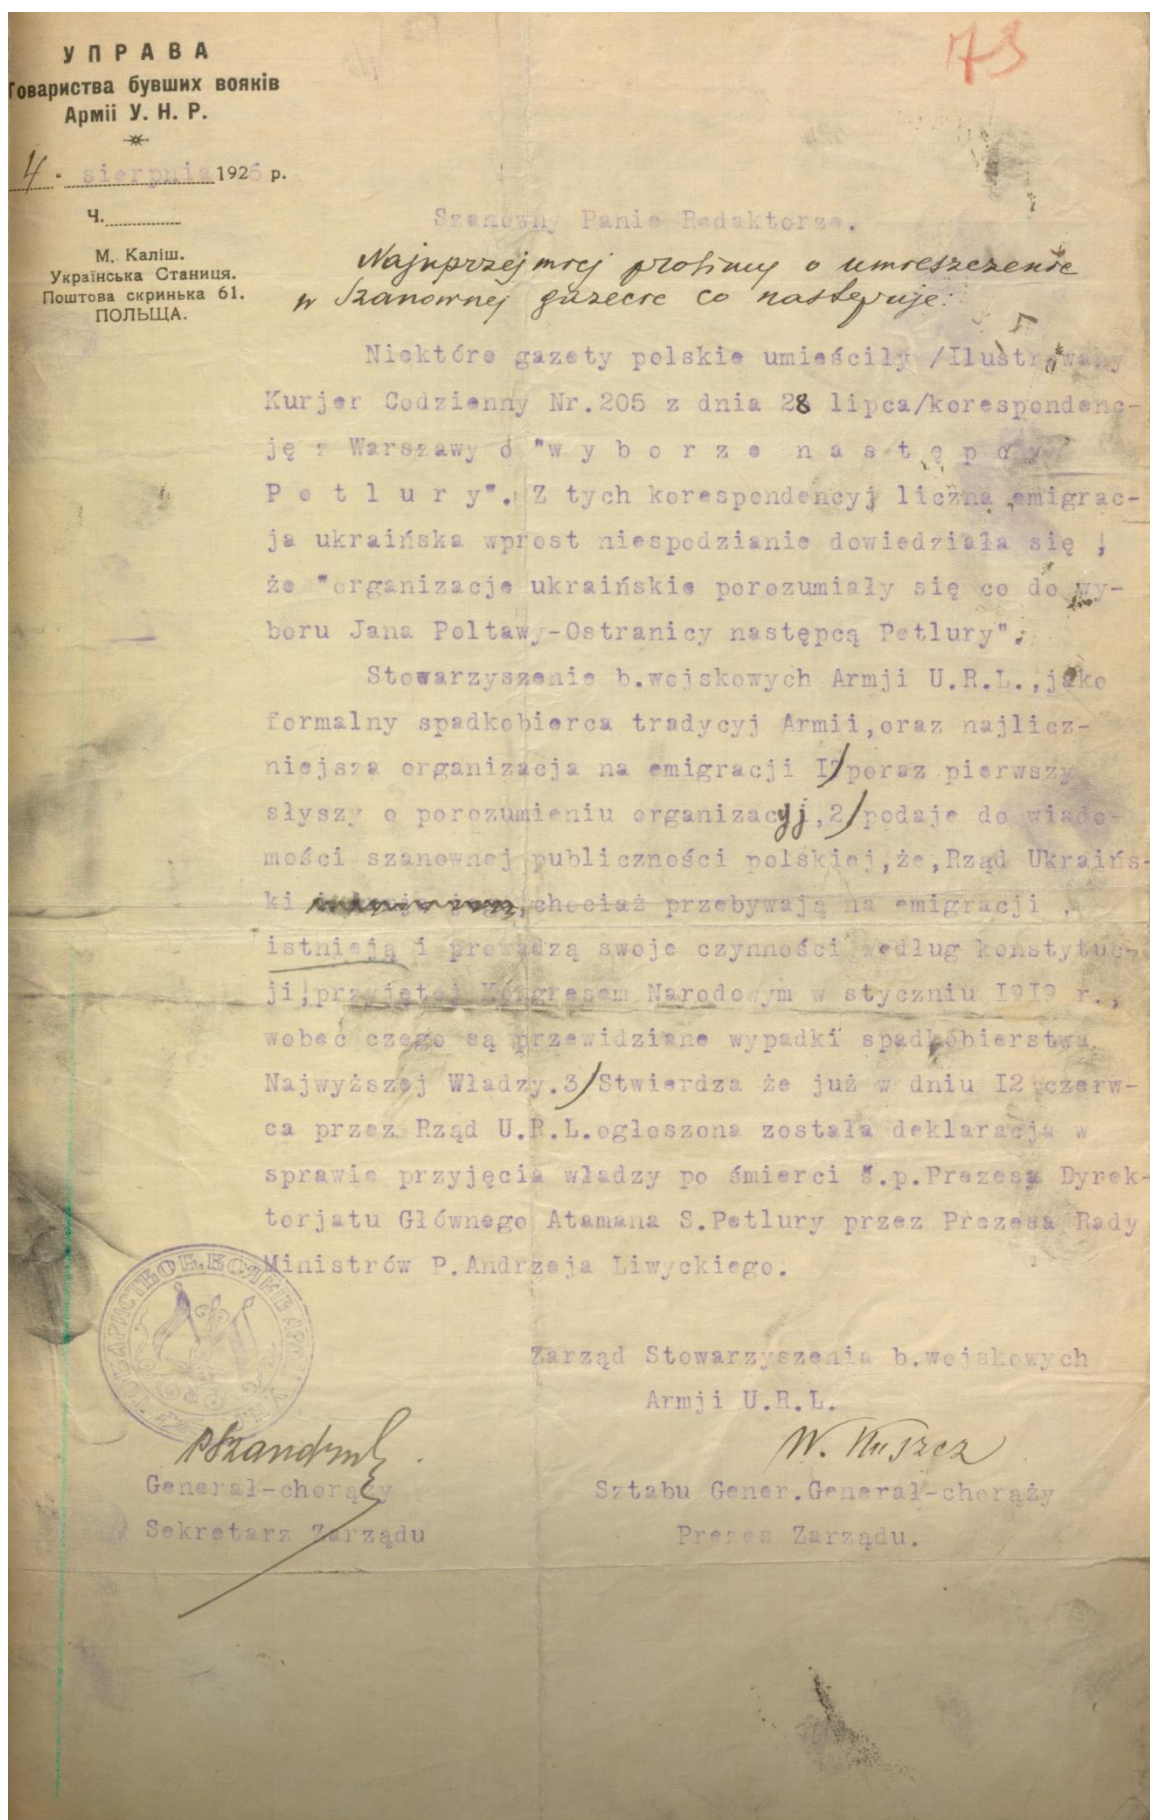 73
УПРАВА
Товариства бувших вояків
Армії У. Н. Р.
4 " sierpnia 1926 р.
Ч.
М. Каліш.
Українська Станиця.
Поштова скринька 61.
ПОЛЬЩА.
Szanowny Panie Redaktorze.
Najuprzejmiej prosimy o umieszczenie
w Szanownej gazecie co następuje:
Niektóre gazety polskie umieściły /Ilustrowany
Kurjer Codzienny Nr.205 z dnia 28 lipca/korespondenc-
ję z Warszawy o "w y b o r z e n a s t ę p c y
P e t l u r y". Z tych korespondencyj liczna emigrac-
ja ukraińska wprost niespodzianie dowiedziała się ,
że "organizacje ukraińskie porozumiały się co do wy-
boru Jana Poltawy-Ostranicy następcą Petlury".
Stowarzyszenie b.wojskowych Armji U.R.L.,jako
formalny spadkobierca tradycyj Armii,oraz najlicz-
niejsza organizacja na emigracji I/poraz pierwszy
słyszy o porozumieniu organizacyj,2/podaje do wiado-
mości szanownej publiczności polskiej,że,Rząd Ukraińs-
ki ,chociaż przebywają na emigracji ,
istnieją i prowadzą swoje czynności według konstytuc-
ji,przyjętej Kongresem Narodowym w styczniu I9I9 r.,
wobec czego są przewidziane wypadki spadkobierstwa
Najwyższej Władzy.3/Stwierdza że już w dniu I2 czerw-
ca przez Rząd U.R.L.ogłoszona została deklaracja w
sprawie przyjęcia władzy po śmierci ś.p.Prezesa Dyrek-
torjatu Głównego Atamana S.Petlury przez Prezesa Rady
Ministrów P.Andrzeja Liwyckiego.
Zarząd Stowarzyszenia b.wojskowych
Armji U.R.L.
PSzandruk
W. Kuszcz
Generał-chorąży
Sztabu Gener.Generał-chorąży
Sekretarz Zarządu
Prezes Zarządu.